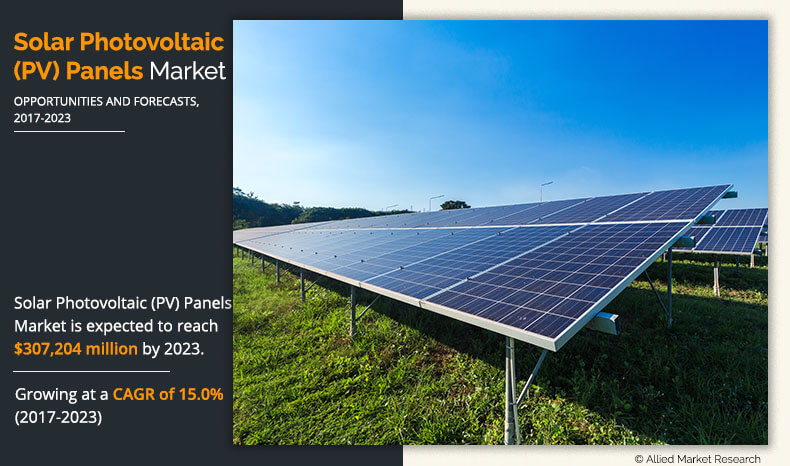 Solar Photovoltaic
(PV) Panels Market
OPPORTUNITIES AND FORECASTS,
2017-2023
Solar Photovoltaic (PV) Panels
Market is expected to reach
$307,204 million by 2023.
Growing at a CAGR of 15.0%
(2017-2023)
© Allied Market Research